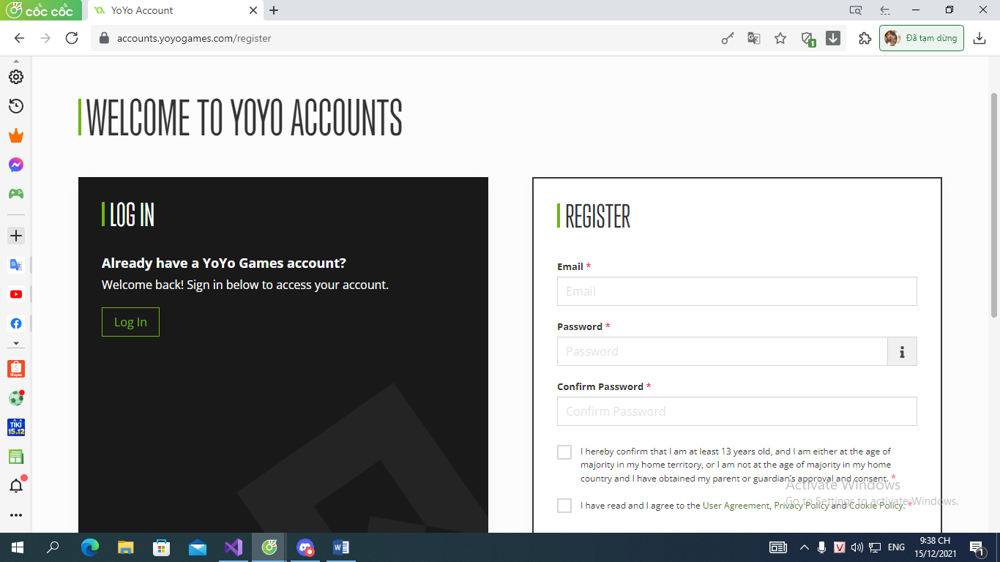 cốc cốc
YoYo Account
accounts.yoyogames.com/register
1
Đã tạm dừng
WELCOME TO YOYO ACCOUNTS
LOG IN
Already have a YoYo Games account?
Welcome back! Sign in below to access your account.
Log In
REGISTER
Email *
Email
Password *
Password
i
Confirm Password *
Confirm Password
I hereby confirm that I am at least 13 years old, and I am either at the age of
majority in my home territory, or I am not at the age of majority in my home
country and I have obtained my parent or guardian's approval and consent. *
I have read and I agree to the User Agreement, Privacy Policy and Cookie Policy. *
Activate Windows
Go to Settings to activate Windows.
Shopee
TIKI
15.12
ENG
9:38 CH
15/12/2021
1